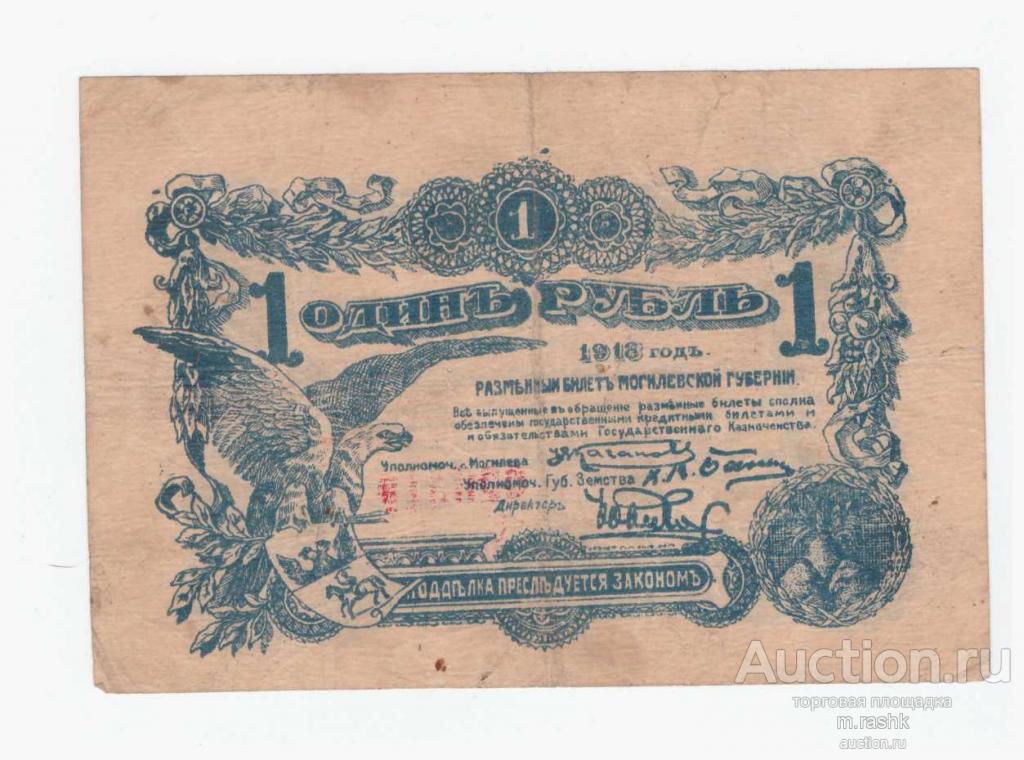 1
1 ОДИНЪ РУБЛЬ 1
1918 годъ.
РАЗМѢННЫЙ БИЛЕТЪ МОГИЛЕВСКОЙ ГУБЕРНІИ.
Всѣ выпущенные въ обращеніе размѣнные билеты сполна
обезпечены государственными кредитными билетами и
и обязательствами Государственнаго Казначенства.
Уполномоч. г. Могилева
Уполномоч. Губ. Земства
Директоръ
ПОДДѢЛКА ПРЕСЛѢДУЕТСЯ ЗАКОНОМЪ
Auction.ru
торговая площадка
m.rashk
auction.ru